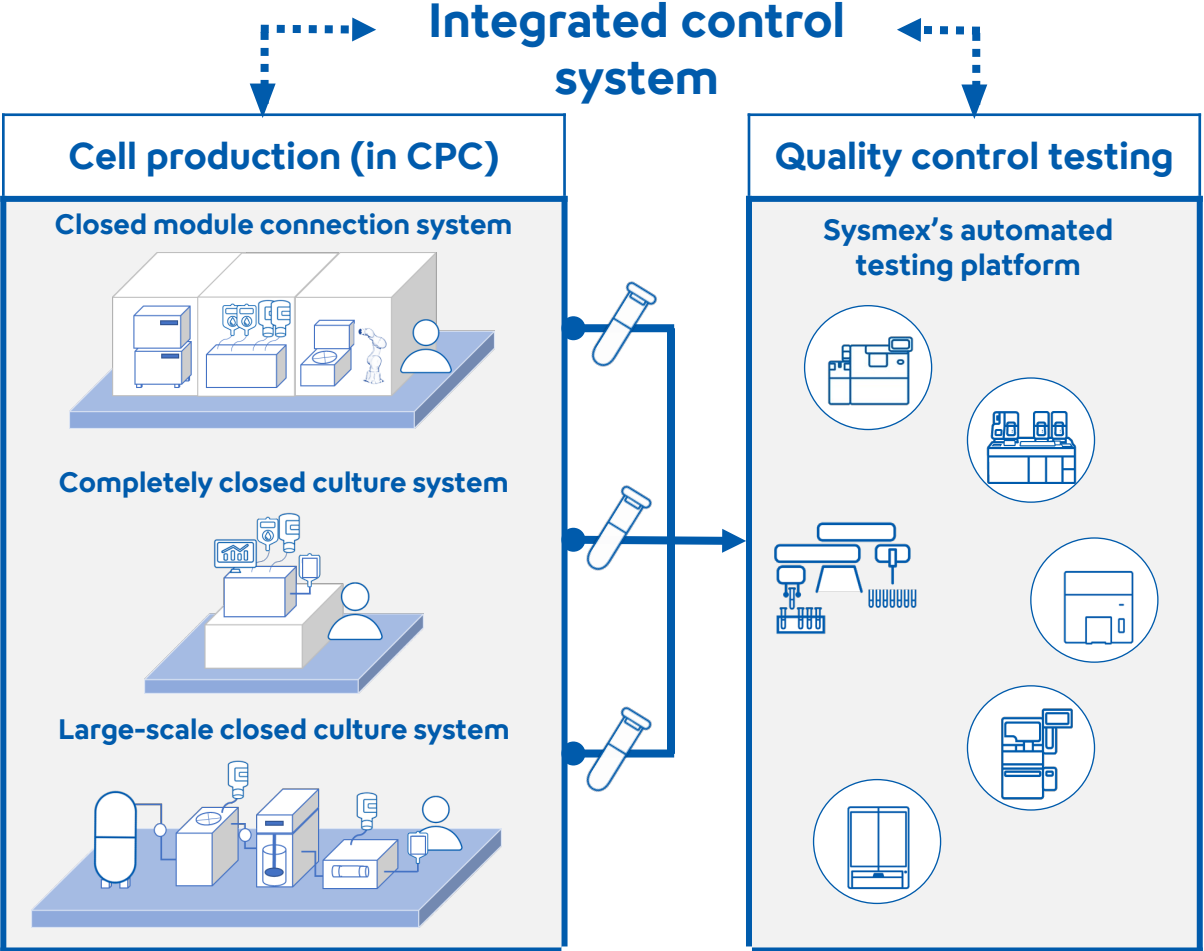 Integrated control
system
Cell production (in CPC)
Quality control testing
Closed module connection system
Completely closed culture system
Large-scale closed culture system
Sysmex’s automated
testing platform